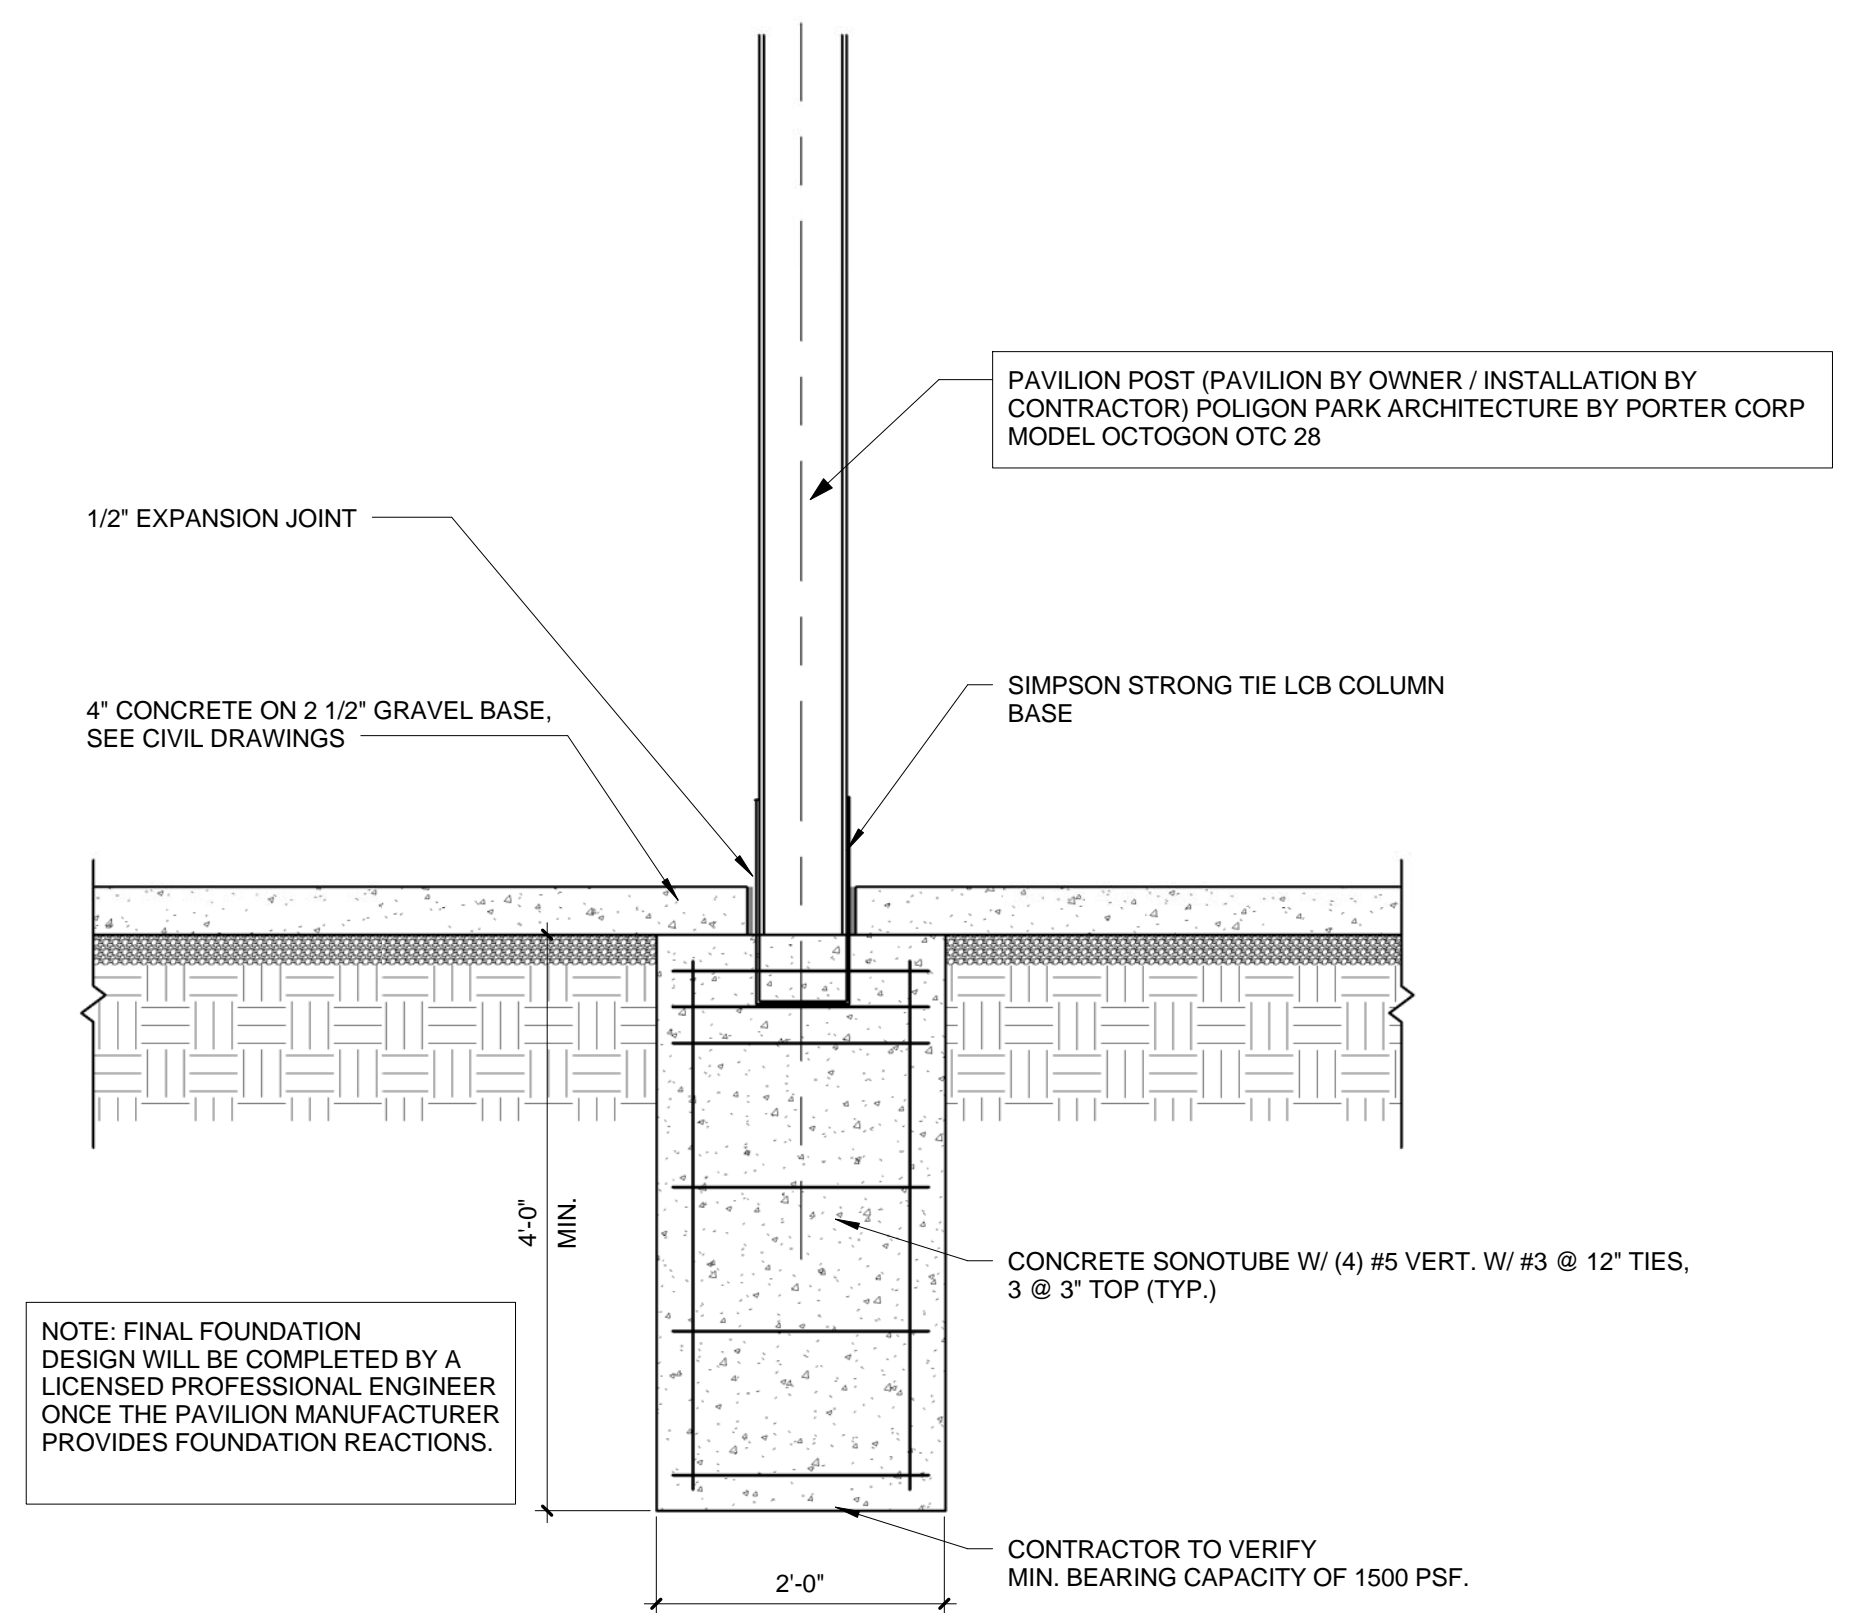 PAVILION POST (PAVILION BY OWNER / INSTALLATION BY
CONTRACTOR) POLIGON PARK ARCHITECTURE BY PORTER CORP
MODEL OCTOGON OTC 28
1/2" EXPANSION JOINT
SIMPSON STRONG TIE LCB COLUMN
BASE
4" CONCRETE ON 2 1/2" GRAVEL BASE,
SEE CIVIL DRAWINGS
4'-0"
MIN.
CONCRETE SONOTUBE W/ (4) #5 VERT. W/ #3 @ 12" TIES,
3 @ 3" TOP (TYP.)
NOTE: FINAL FOUNDATION
DESIGN WILL BE COMPLETED BY A
LICENSED PROFESSIONAL ENGINEER
ONCE THE PAVILION MANUFACTURER
PROVIDES FOUNDATION REACTIONS.
CONTRACTOR TO VERIFY
MIN. BEARING CAPACITY OF 1500 PSF.
2'-0"